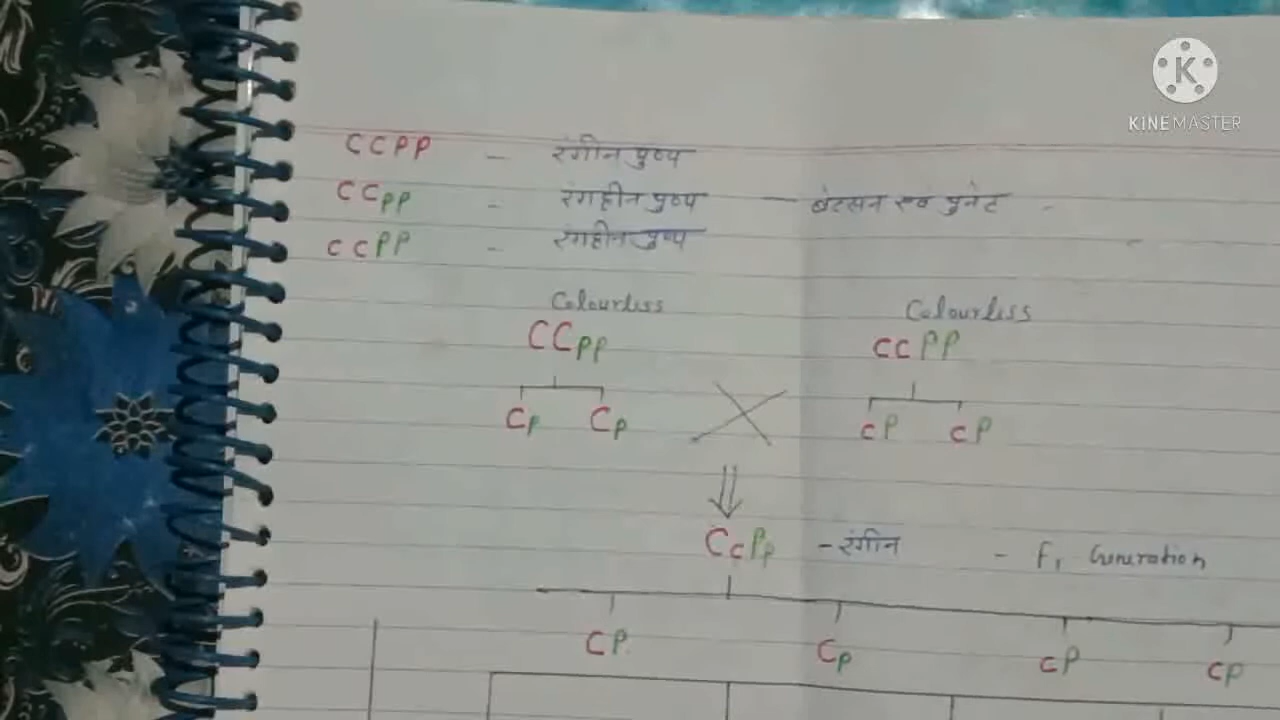 K
KINEMASTER
CCPP - रंगीन पुष्प
CCpp - रंगहीन पुष्प - बेटसन एवं पुनेट
ccPP - रंगहीन पुष्प
Colourless Colourless
CCpp ccPP
Cp Cp cP cP
CcPp - रंगीन - F1 Generation
CP Cp cP cp